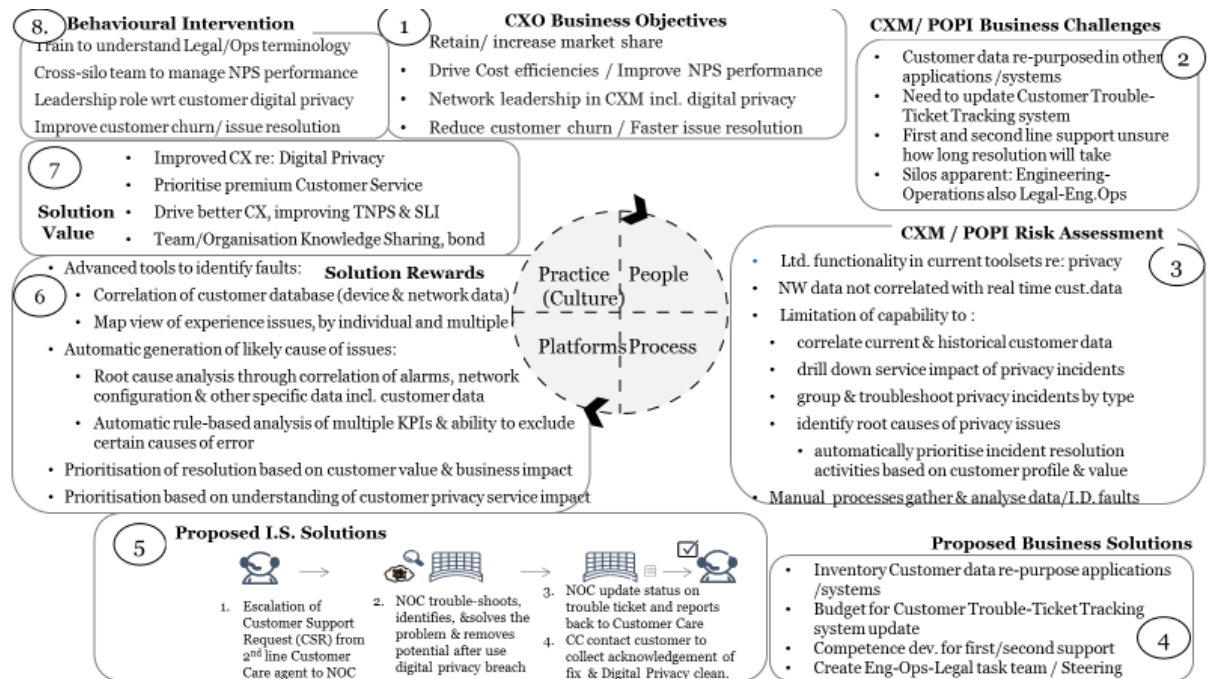 8.
Behavioural Intervention
Train to understand Legal/Ops terminology
Cross-silo team to manage NPS performance
Leadership role wrt customer digital privacy
Improve customer churn/ issue resolution
1
CXO Business Objectives
Retain/ increase market share
• Drive Cost efficiencies / Improve NPS performance
• Network leadership in CXM incl. digital privacy
• Reduce customer churn / Faster issue resolution
CXM/ POPI Business Challenges
2
• Customer data re-purposed in other
applications /systems
• Need to update Customer Trouble-
Ticket Tracking system
• First and second line support unsure
how long resolution will take
• Silos apparent: Engineering-
Operations also Legal-Eng.Ops
7
Solution
Value
• Improved CX re: Digital Privacy
• Prioritise premium Customer Service
• Drive better CX, improving TNPS & SLI
• Team/Organisation Knowledge Sharing, bond
Practice
(Culture)
People
Platforms
Process
CXM / POPI Risk Assessment
3
• Ltd. functionality in current toolsets re: privacy
• NW data not correlated with real time cust.data
• Limitation of capability to :
• correlate current & historical customer data
• drill down service impact of privacy incidents
• group & troubleshoot privacy incidents by type
• identify root causes of privacy issues
• automatically prioritise incident resolution
activities based on customer profile & value
• Manual processes gather & analyse data/I.D. faults
6
Solution Rewards
• Advanced tools to identify faults:
• Correlation of customer database (device & network data)
• Map view of experience issues, by individual and multiple
• Automatic generation of likely cause of issues:
• Root cause analysis through correlation of alarms, network
configuration & other specific data incl. customer data
• Automatic rule-based analysis of multiple KPIs & ability to exclude
certain causes of error
• Prioritisation of resolution based on customer value & business impact
• Prioritisation based on understanding of customer privacy service impact
5
Proposed I.S. Solutions
1. Escalation of
Customer Support
Request (CSR) from
2nd line Customer
Care agent to NOC
2. NOC trouble-shoots,
identifies, &solves the
problem & removes
potential after use
digital privacy breach
3. NOC update status on
trouble ticket and reports
back to Customer Care
4. CC contact customer to
collect acknowledgement of
fix & Digital Privacy clean.
Proposed Business Solutions
4
• Inventory Customer data re-purpose applications
/systems
• Budget for Customer Trouble-Ticket Tracking
system update
• Competence dev. for first/second support
• Create Eng-Ops-Legal task team / Steering